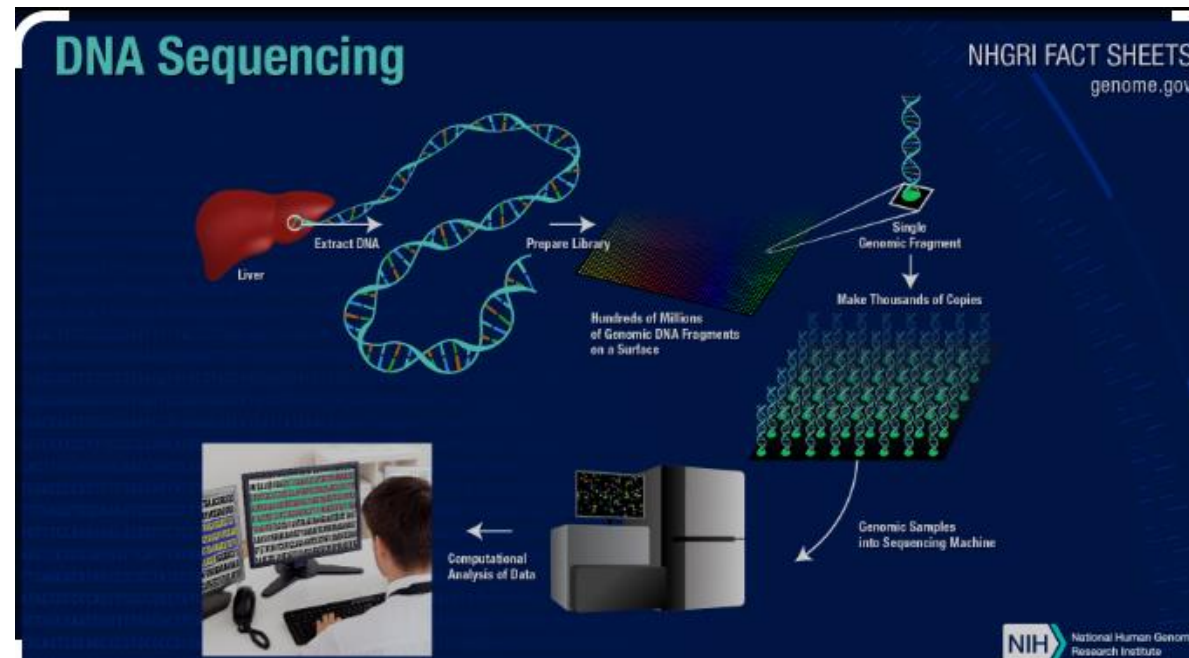 DNA Sequencing
NHGRI FACT SHEETS
genome.gov
Liver
Extract DNA
Prepare Library
Hundreds of Millions
of Genomic DNA Fragments
on a Surface
Single
Genomic Fragment
Make Thousands of Copies
Genomic Samples
into Sequencing Machine
Computational
Analysis of Data
NIH
National Human Genom
Research Institute